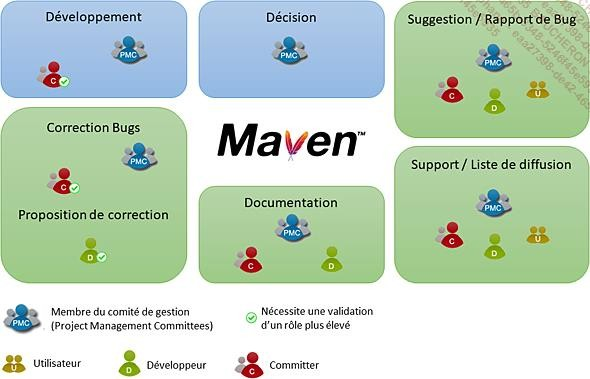 Développement
PMC
C
Décision
PMC
Suggestion / Rapport de Bug
PMC
C
D
U
Correction Bugs
PMC
C
Proposition de correction
D
Maven™
Documentation
PMC
C
D
Support / Liste de diffusion
PMC
C
D
U
PMC
Membre du comité de gestion
(Project Management Committees)
Nécessite une validation
d'un rôle plus élevé
U
Utilisateur
D
Développeur
C
Committer